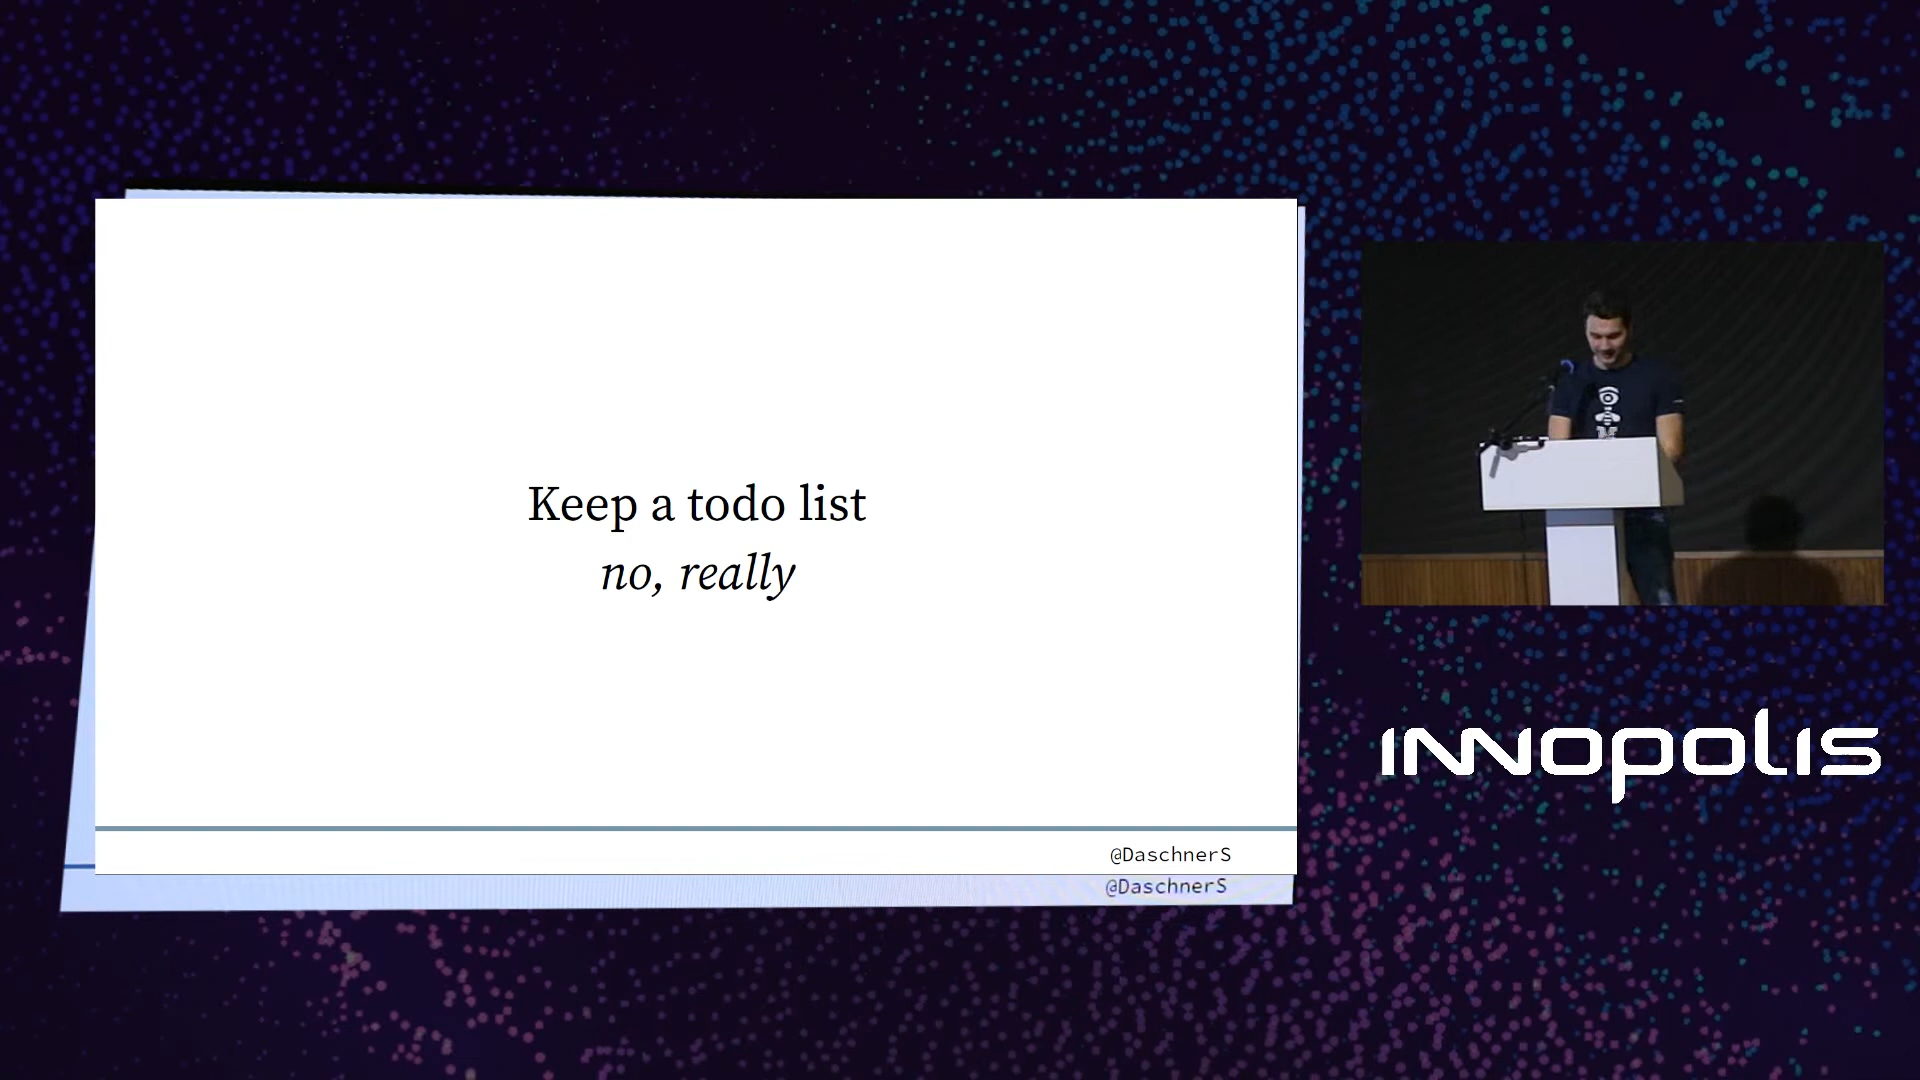 Keep a todo list
no, really
@DaschnerS
@DaschnerS
INNOPOLIS